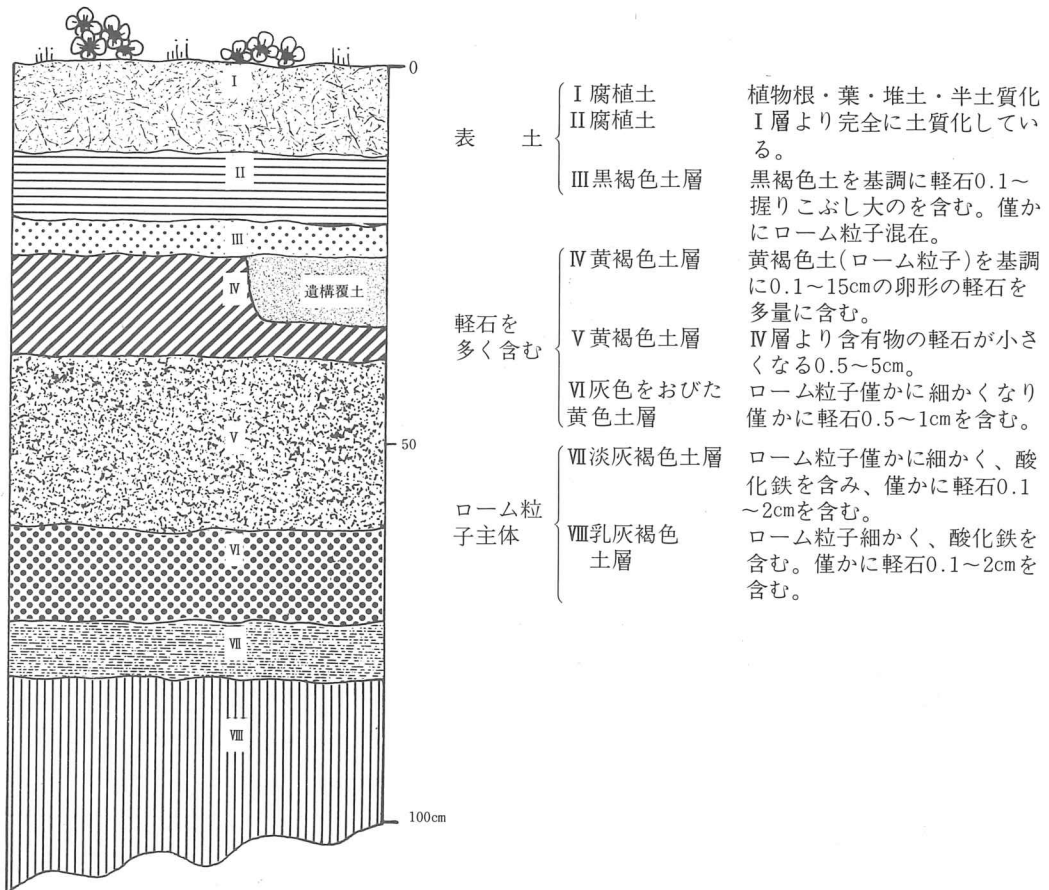 I
II
III
IV
遺構覆土
V
VI
VII
VIII
0
50
100cm
表　土
I 腐植土　植物根・葉・堆土・半土質化
II 腐植土　I層より完全に土質化してい
る。
III 黒褐色土層　黒褐色土を基調に軽石0.1～
握りこぶし大のを含む。僅か
にローム粒子混在。
軽石を
多く含む
IV 黄褐色土層　黄褐色土(ローム粒子)を基調
に0.1～15cmの卵形の軽石を
多量に含む。
V 黄褐色土層　IV層より含有物の軽石が小さ
くなる0.5～5cm。
VI 灰色をおびた　ローム粒子僅かに細かくなり
黄色土層　僅かに軽石0.5～1cmを含む。
ローム粒
子主体
VII 淡灰褐色土層　ローム粒子僅かに細かく、酸
化鉄を含み、僅かに軽石0.1
～2cmを含む。
VIII 乳灰褐色　ローム粒子細かく、酸化鉄を
土層　含む。僅かに軽石0.1～2cmを
含む。